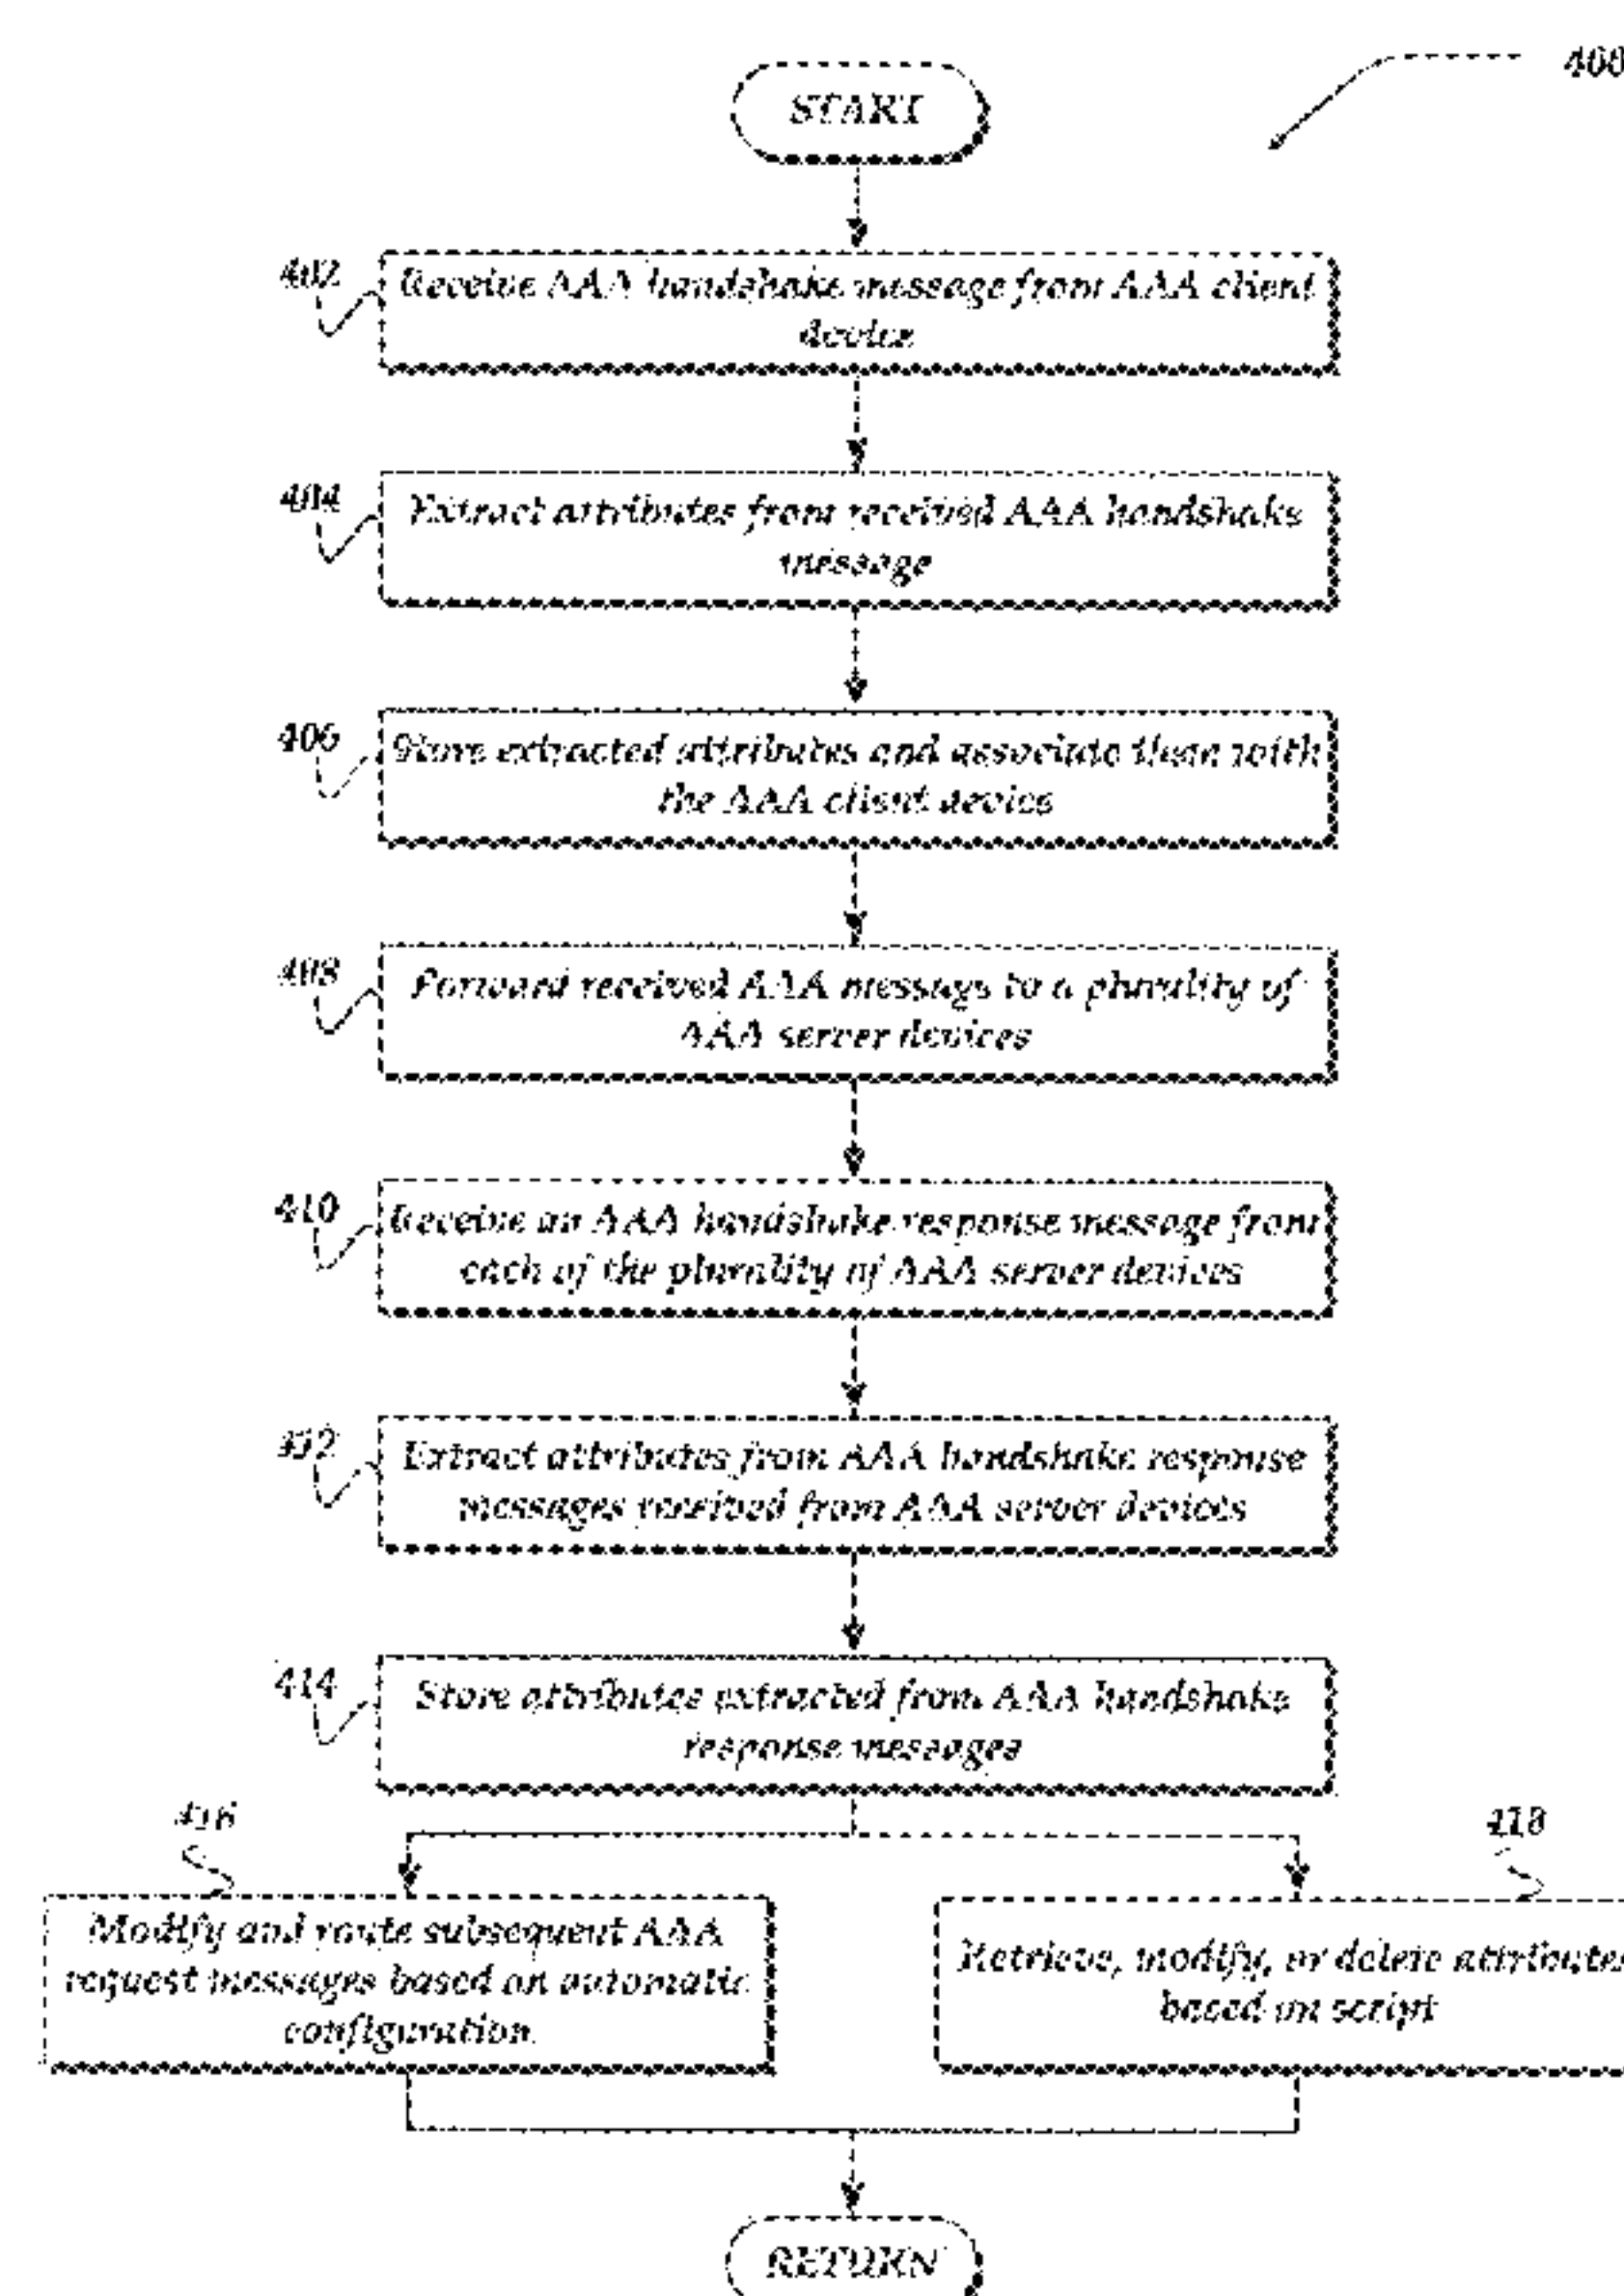 400
START
402
Receive AAA handshake message from AAA client
device
404
Extract attributes from received AAA handshake
message
406
Store extracted attributes and associate them with
the AAA client device
408
Forward received AAA message to a plurality of
AAA server devices
410
Receive an AAA handshake response message from
each of the plurality of AAA server devices
412
Extract attributes from AAA handshake response
messages received from AAA server devices
414
Store attributes extracted from AAA handshake
response messages
416
418
Modify and route subsequent AAA
request messages based on automatic
configuration
Retrieve, modify, or delete attributes
based on script
RETURN